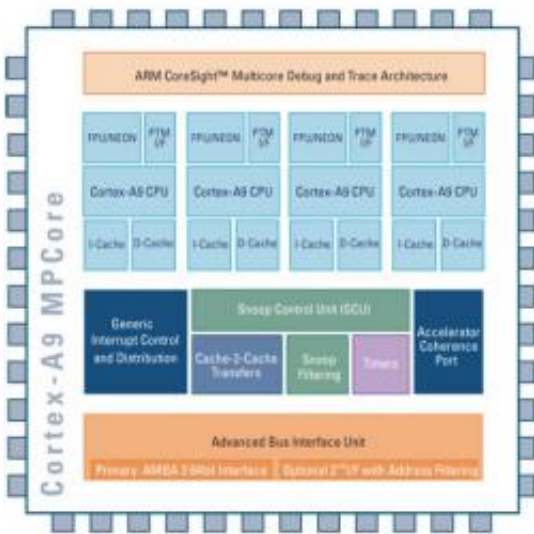 Cortex-A9 MPCore
ARM CoreSight™ Multicore Debug and Trace Architecture
FPU/NEON
PTM
I/F
FPU/NEON
PTM
I/F
FPU/NEON
PTM
I/F
FPU/NEON
PTM
I/F
Cortex-A9 CPU
Cortex-A9 CPU
Cortex-A9 CPU
Cortex-A9 CPU
I-Cache
D-Cache
I-Cache
D-Cache
I-Cache
D-Cache
I-Cache
D-Cache
Generic
Interrupt Control
and Distribution
Snoop Control Unit (SCU)
Cache-2-Cache
Transfers
Snoop
Filtering
Timers
Accelerator
Coherence
Port
Advanced Bus Interface Unit
Primary AMBA 3 64bit Interface
Optional 2ⁿᵈ I/F with Address Filtering